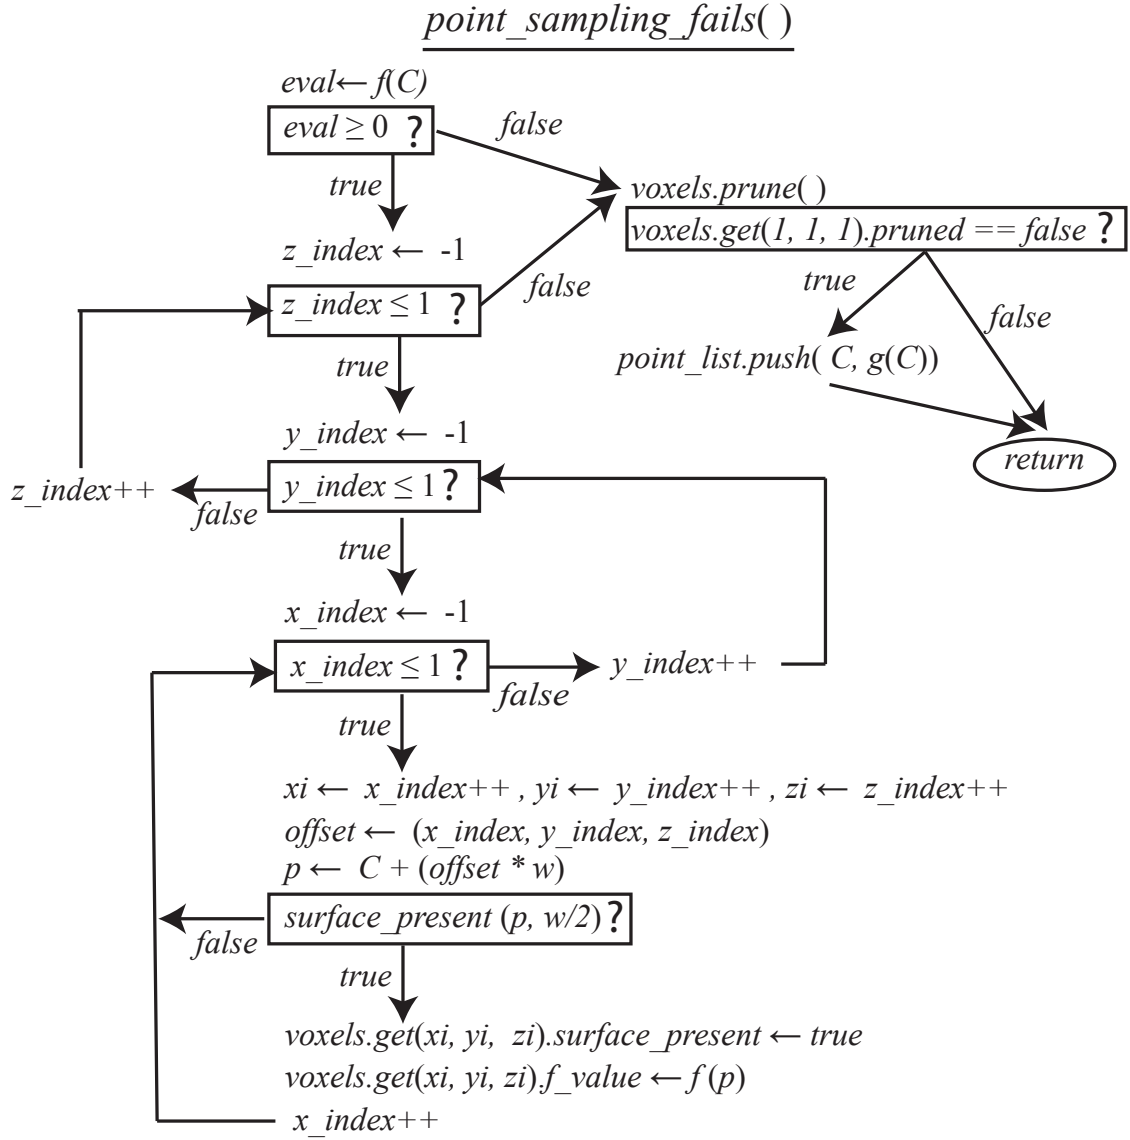 point_sampling_fails( )
eval← f(C)
eval ≥ 0 ?
false
true
voxels.prune( )
voxels.get(1, 1, 1).pruned == false ?
z_index ← -1
z_index ≤ 1 ?
false
true
false
true
point_list.push( C, g(C))
return
y_index ← -1
y_index ≤ 1 ?
z_index++
false
true
x_index ← -1
x_index ≤ 1 ?
y_index++
false
true
xi ← x_index++ , yi ← y_index++ , zi ← z_index++
offset ← (x_index, y_index, z_index)
p ← C + (offset * w)
surface_present (p, w/2) ?
false
true
voxels.get(xi, yi, zi).surface_present ← true
voxels.get(xi, yi, zi).f_value ← f (p)
x_index++